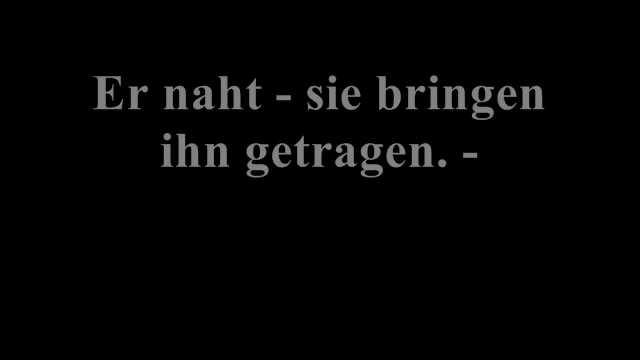 Er naht - sie bringen
ihn getragen. -